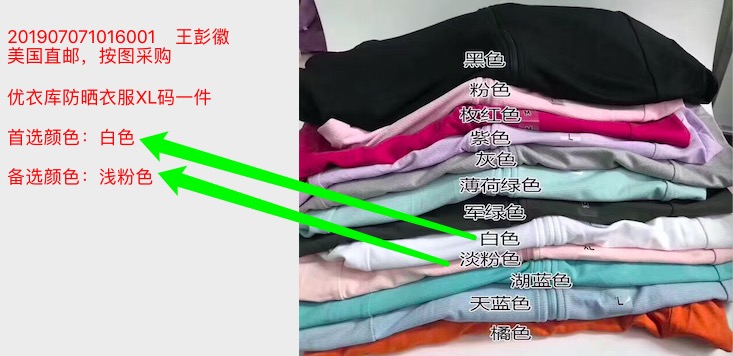 201907071016001 王彭徽
美国直邮，按图采购
优衣库防晒衣服XL码一件
首选颜色：白色
备选颜色：浅粉色
黑色
粉色
枚红色
紫色
L
灰色
薄荷绿色
军绿色
白色
XL
淡粉色
湖蓝色
天蓝色
L
橘色